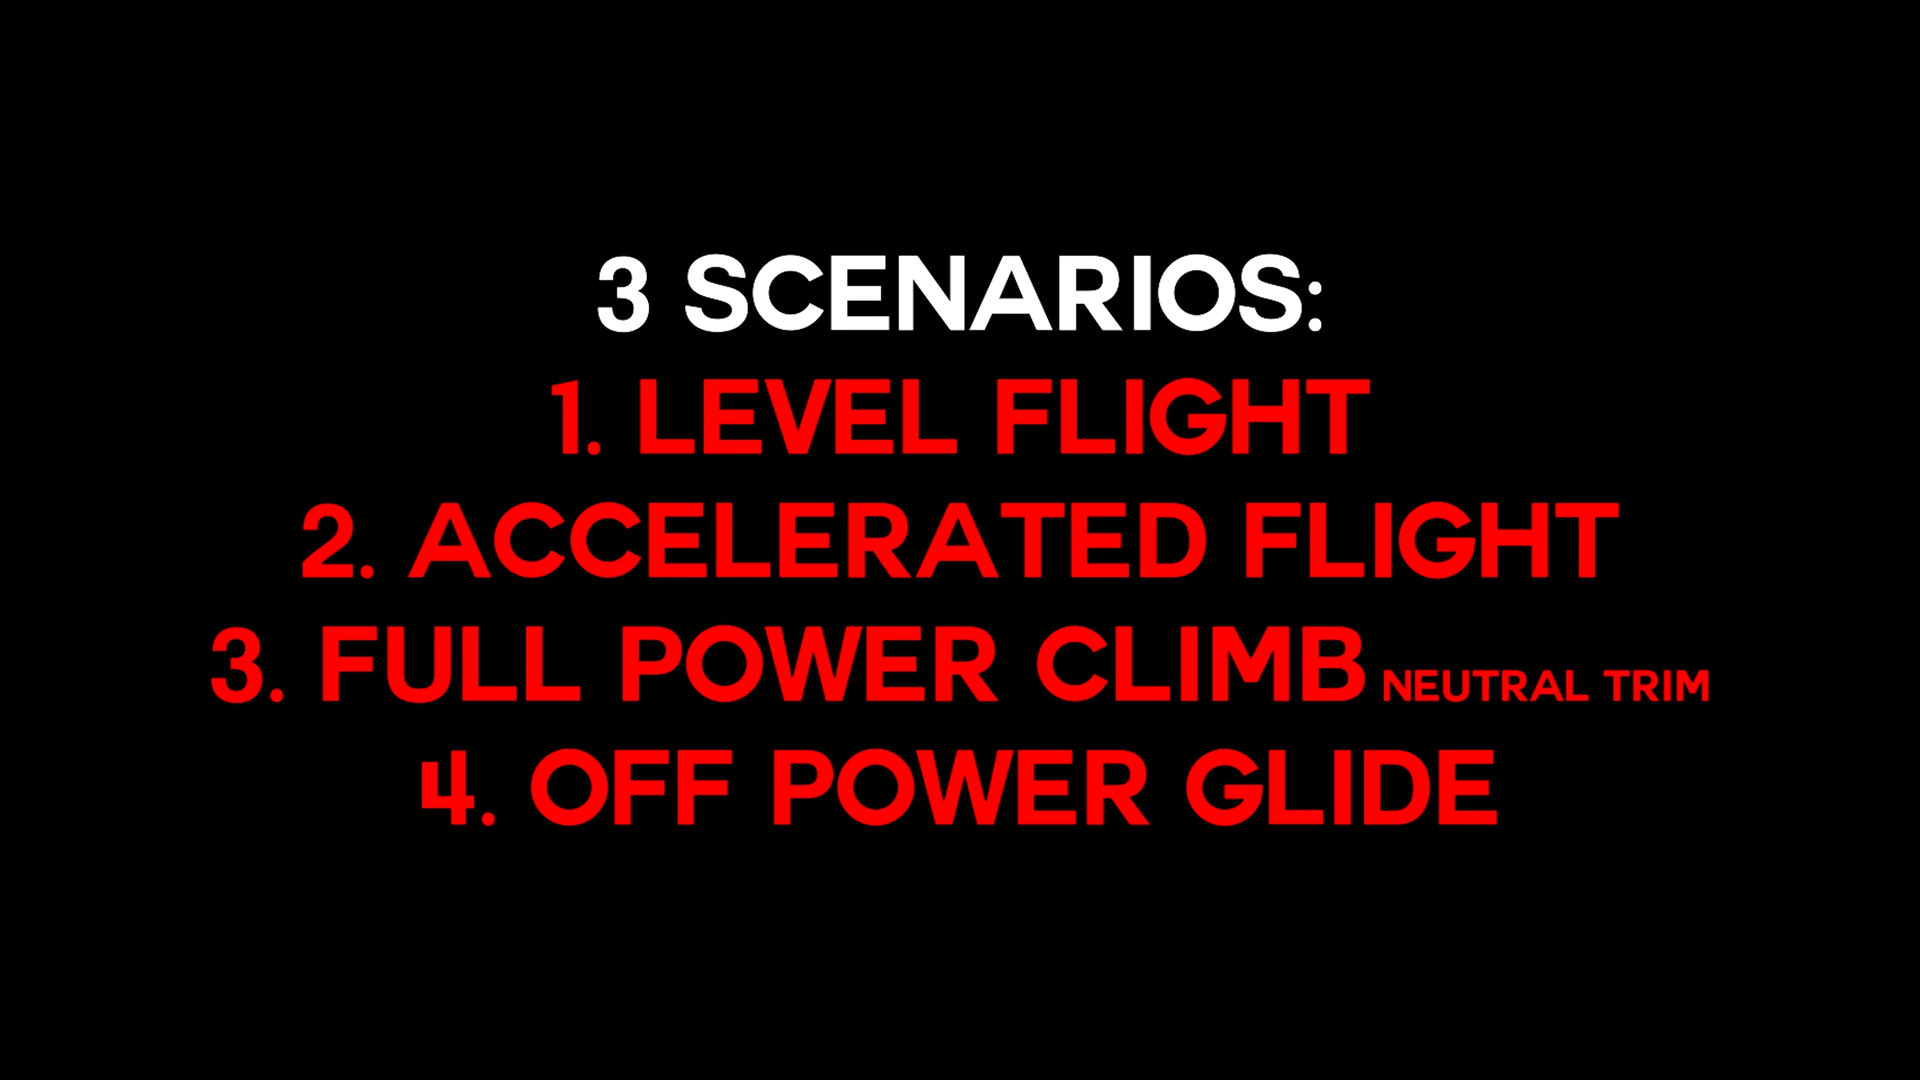 3 SCENARIOS:
1. LEVEL FLIGHT
2. ACCELERATED FLIGHT
3. FULL POWER CLIMB NEUTRAL TRIM
4. OFF POWER GLIDE